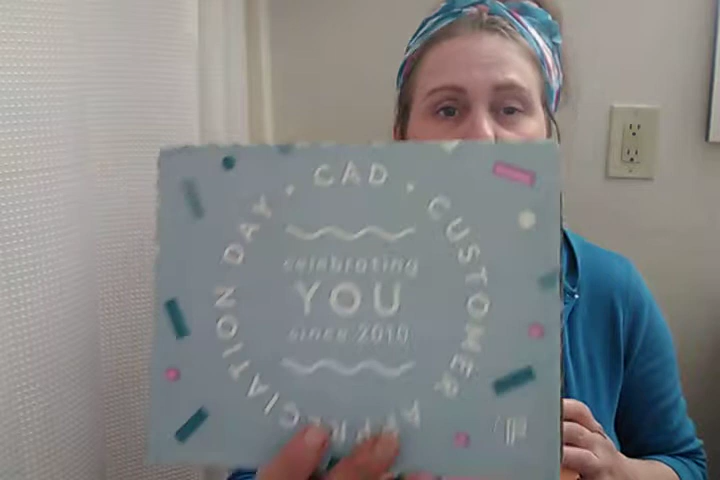 CAD · CUSTOMER APPRECIATION DAY ·
celebrating
YOU
since 2010